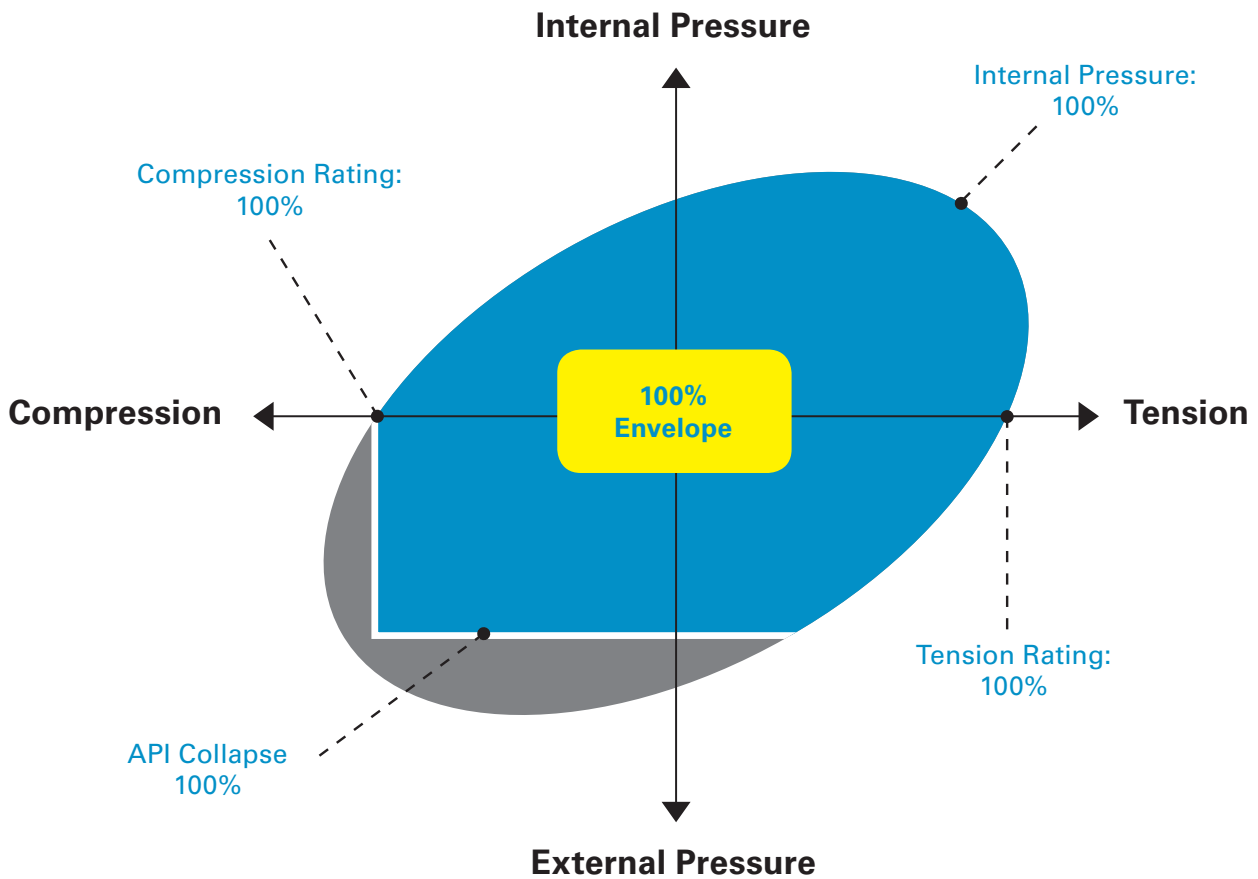 Internal Pressure
Internal Pressure:
100%
Compression Rating:
100%
Compression
100%
Envelope
Tension
Tension Rating:
100%
API Collapse
100%
External Pressure